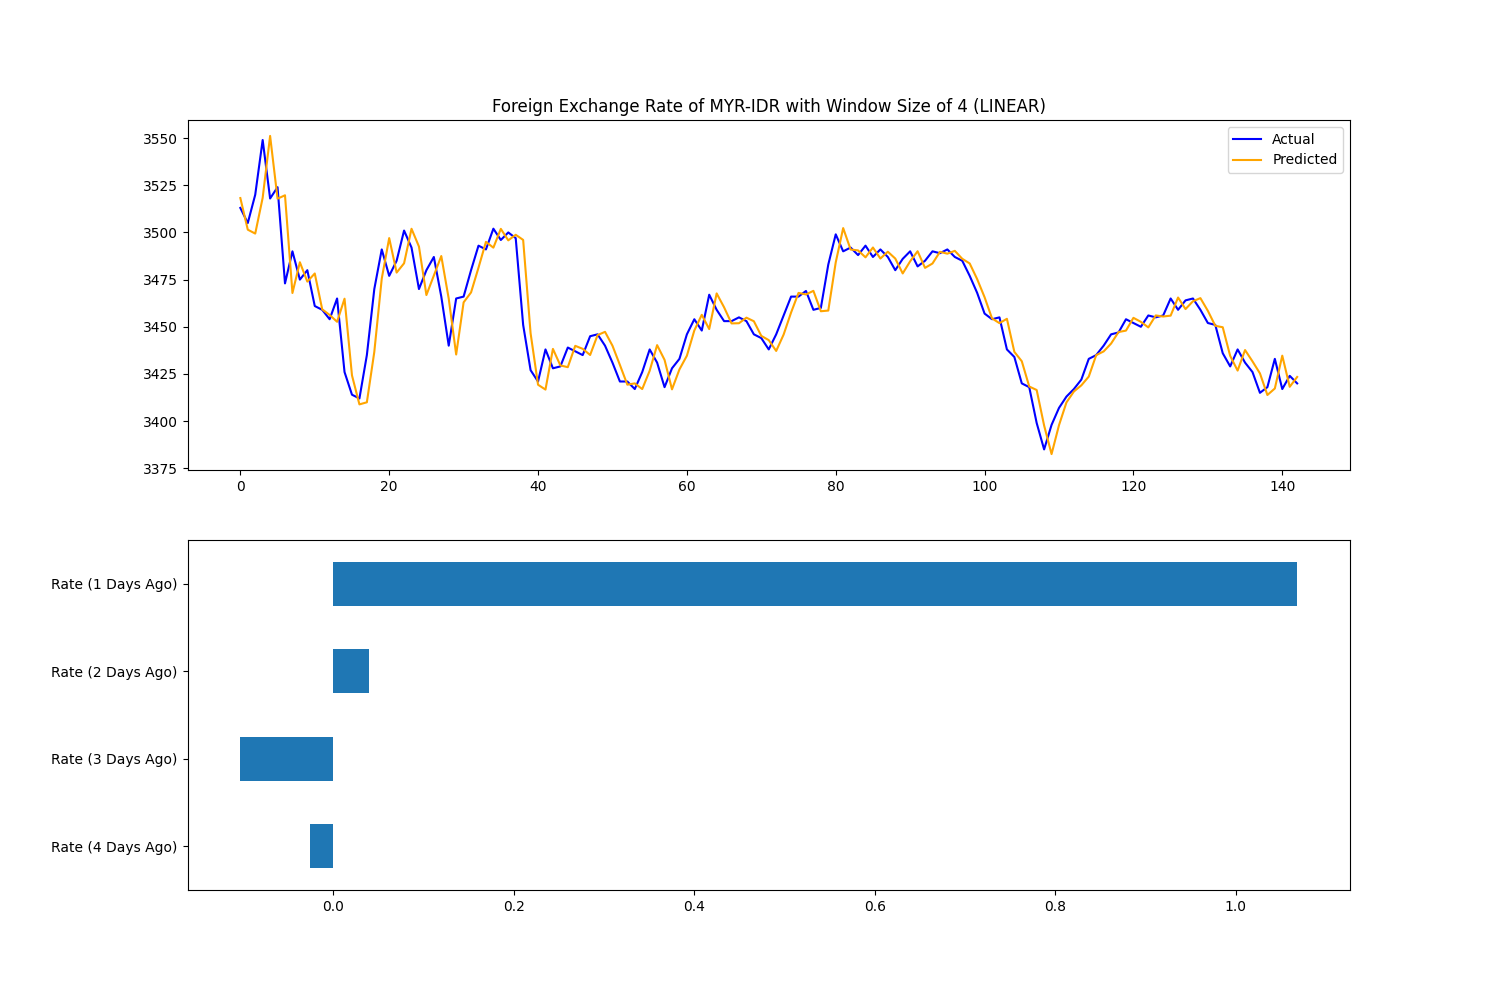 Foreign Exchange Rate of MYR-IDR with Window Size of 4 (LINEAR)
3550
3525
3500
3475
3450
3425
3400
3375
Actual
Predicted
0 20 40 60 80 100 120 140
Rate (1 Days Ago)
Rate (2 Days Ago)
Rate (3 Days Ago)
Rate (4 Days Ago)
0.0 0.2 0.4 0.6 0.8 1.0